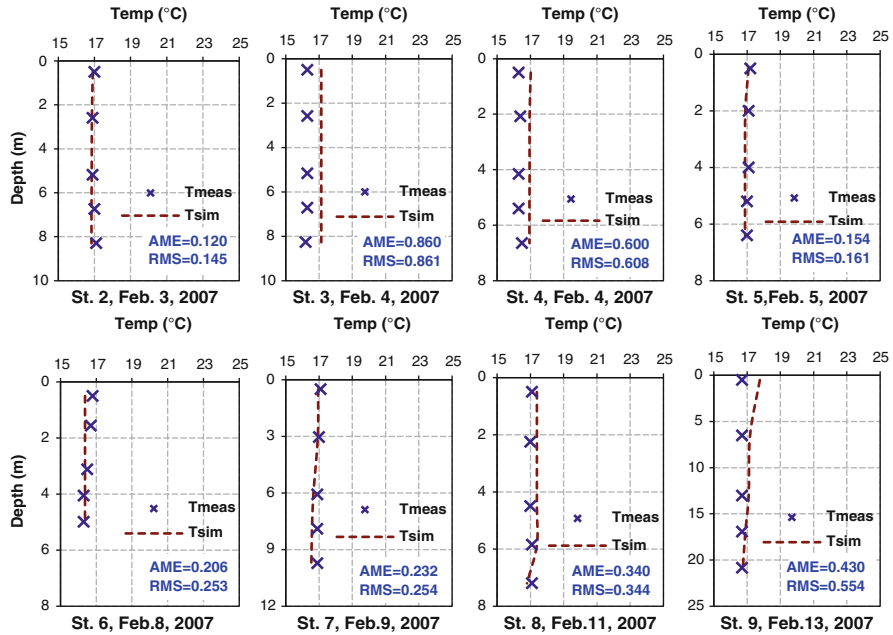 Temp (°C) Temp (°C) Temp (°C) Temp (°C)
15 17 19 21 23 25 15 17 19 21 23 25 15 17 19 21 23 25 15 17 19 21 23 25
Depth (m)
0
2
4
6
8
10
Tmeas
Tsim
AME=0.120
RMS=0.145
St. 2, Feb. 3, 2007
0
2
4
6
8
10
Tmeas
Tsim
AME=0.860
RMS=0.861
St. 3, Feb. 4, 2007
0
2
4
6
8
Tmeas
Tsim
AME=0.600
RMS=0.608
St. 4, Feb. 4, 2007
0
2
4
6
8
Tmeas
Tsim
AME=0.154
RMS=0.161
St. 5,Feb. 5, 2007
Temp (°C) Temp (°C) Temp (°C) Temp (°C)
15 17 19 21 23 25 15 17 19 21 23 25 15 17 19 21 23 25 15 17 19 21 23 25
Depth (m)
0
2
4
6
8
Tmeas
Tsim
AME=0.206
RMS=0.253
St. 6, Feb.8, 2007
0
3
6
9
12
Tmeas
Tsim
AME=0.232
RMS=0.254
St. 7, Feb.9, 2007
0
2
4
6
8
Tmeas
Tsim
AME=0.340
RMS=0.344
St. 8, Feb.11, 2007
0
5
10
15
20
25
Tmeas
Tsim
AME=0.430
RMS=0.554
St. 9, Feb.13, 2007